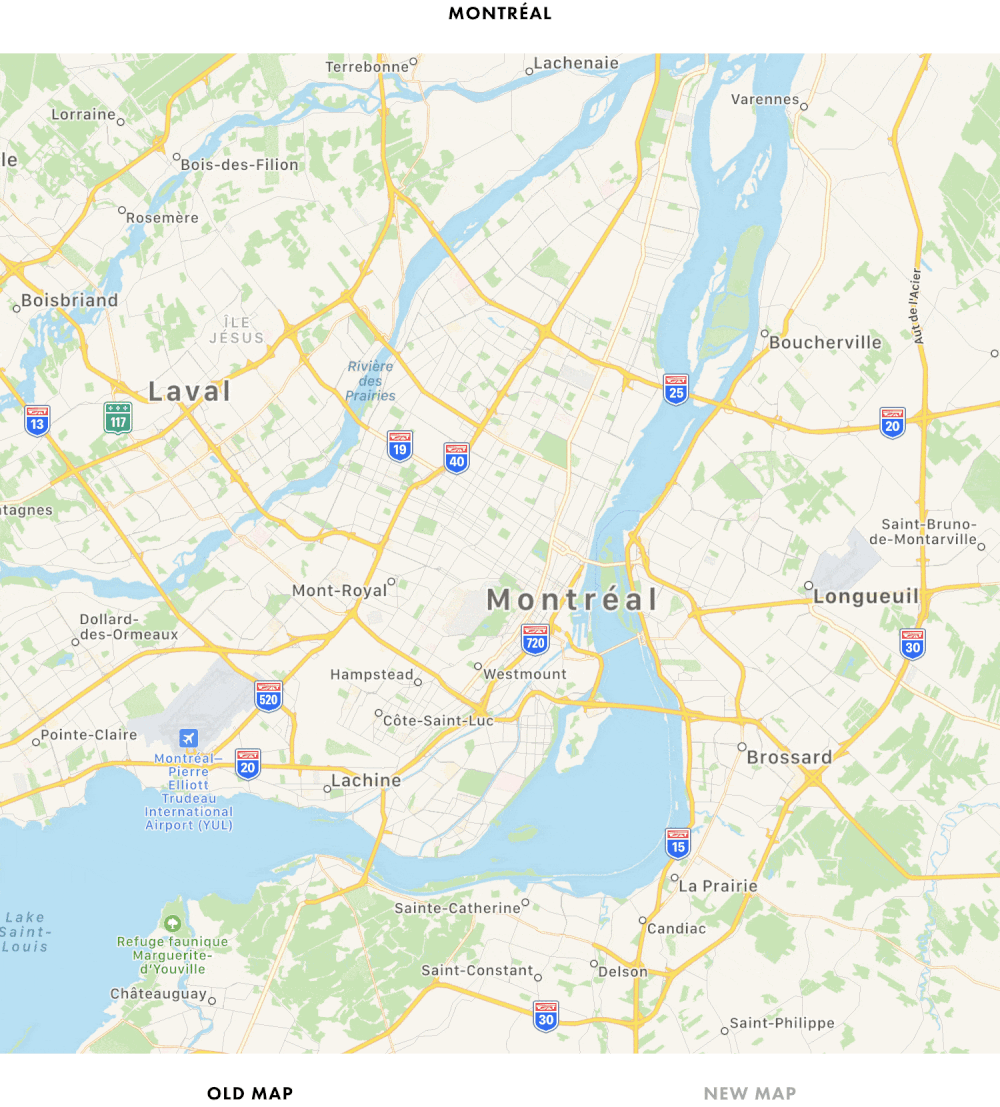 MONTRÉAL
Terrebonne
Lachenaie
Varennes
Lorraine
le
Bois-des-Filion
Rosemère
Boisbriand
Aut de l'Acier
ÎLE
JÉSUS
Boucherville
Rivière
des
Prairies
Laval
25
13
117
20
19
40
ntagnes
Saint-Bruno-
de-Montarville
Mont-Royal
Montréal
Longueuil
Dollard-
des-Ormeaux
720
30
Hampstead
Westmount
520
Côte-Saint-Luc
Pointe-Claire
Montréal–
Pierre
Elliott
Trudeau
International
Airport (YUL)
20
Brossard
Lachine
15
La Prairie
Sainte-Catherine
Lake
Saint-
Louis
Candiac
Refuge faunique
Marguerite-
d'Youville
Saint-Constant
Delson
Châteauguay
30
Saint-Philippe
OLD MAP
NEW MAP